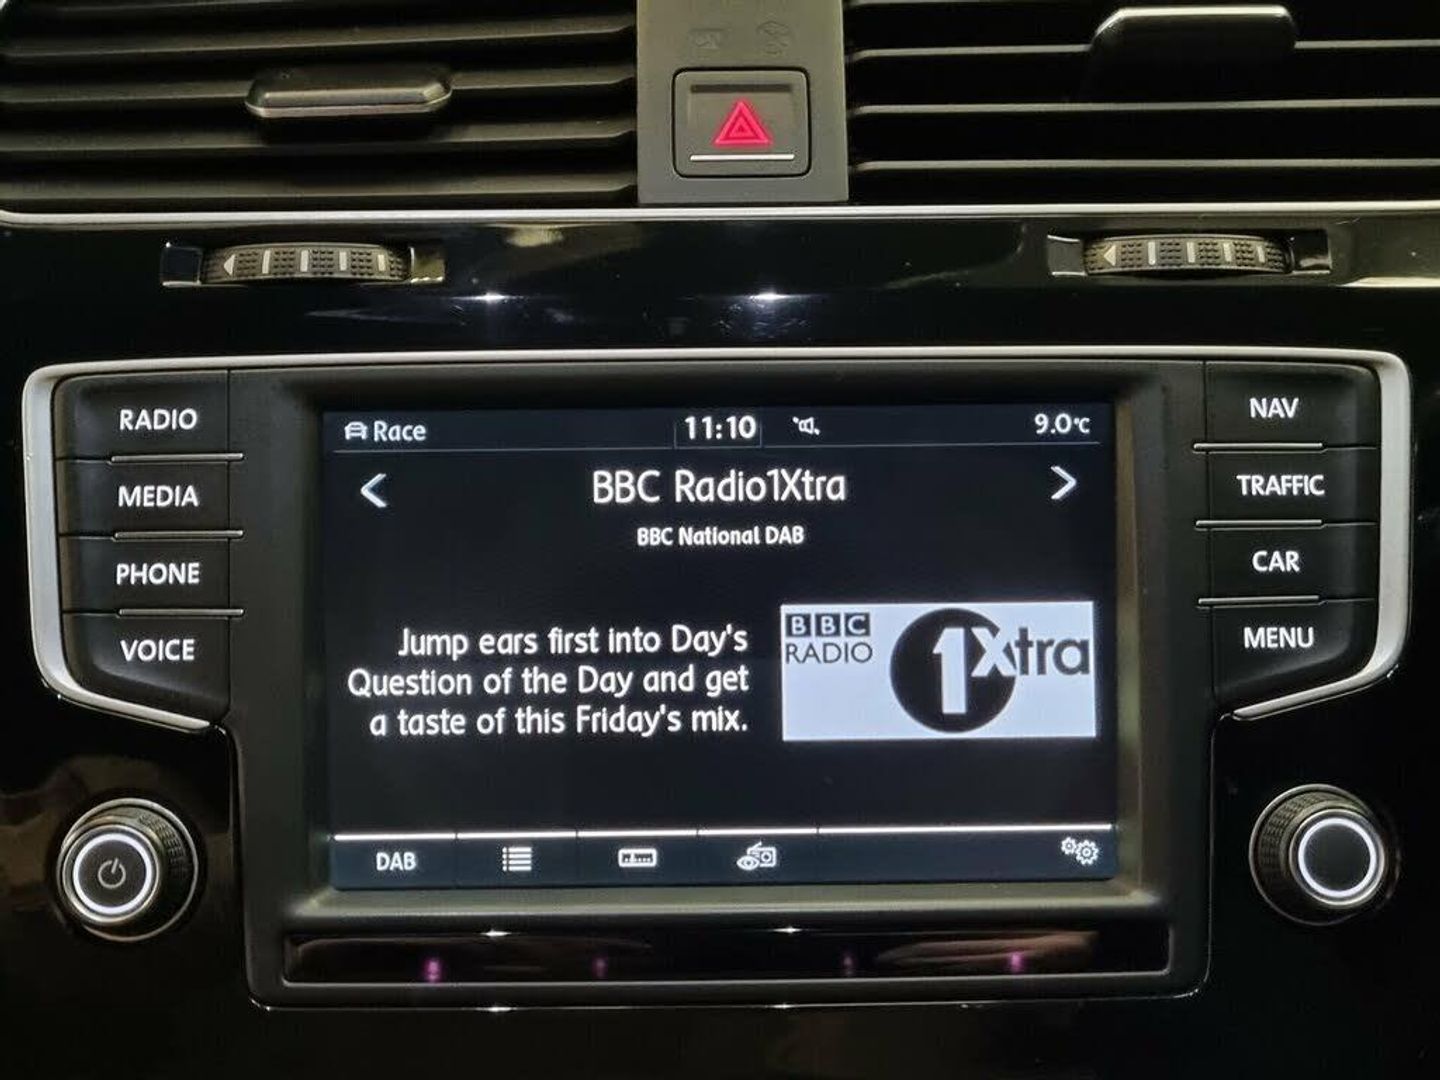 RADIO
MEDIA
PHONE
VOICE
Race
11:10
9.0°C
BBC Radio1Xtra
BBC National DAB
Jump ears first into Day's
Question of the Day and get
a taste of this Friday's mix.
BBC
RADIO
1Xtra
DAB
NAV
TRAFFIC
CAR
MENU